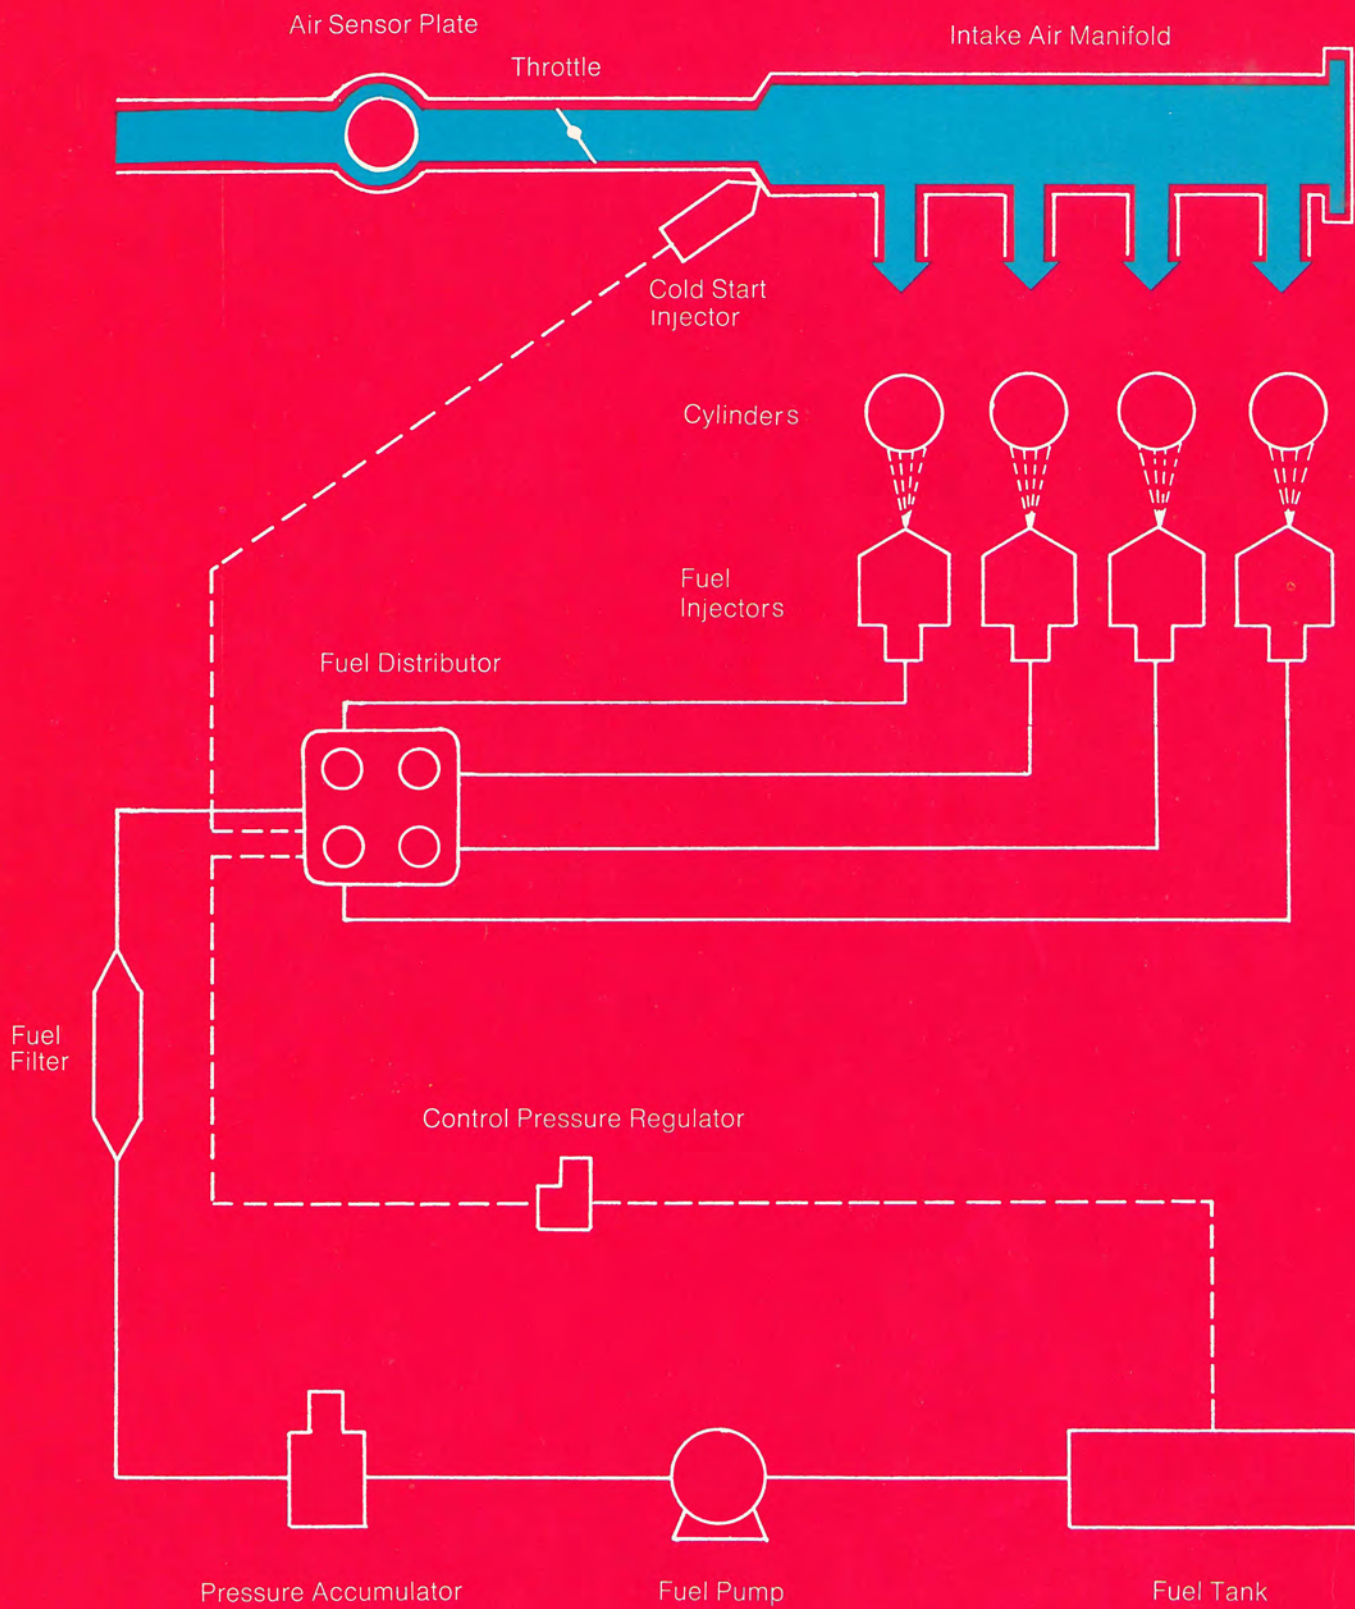 Air Sensor Plate
Intake Air Manifold
Throttle
Cold Start
Injector
Cylinders
Fuel
Injectors
Fuel Distributor
Fuel
Filter
Control Pressure Regulator
Pressure Accumulator
Fuel Pump
Fuel Tank